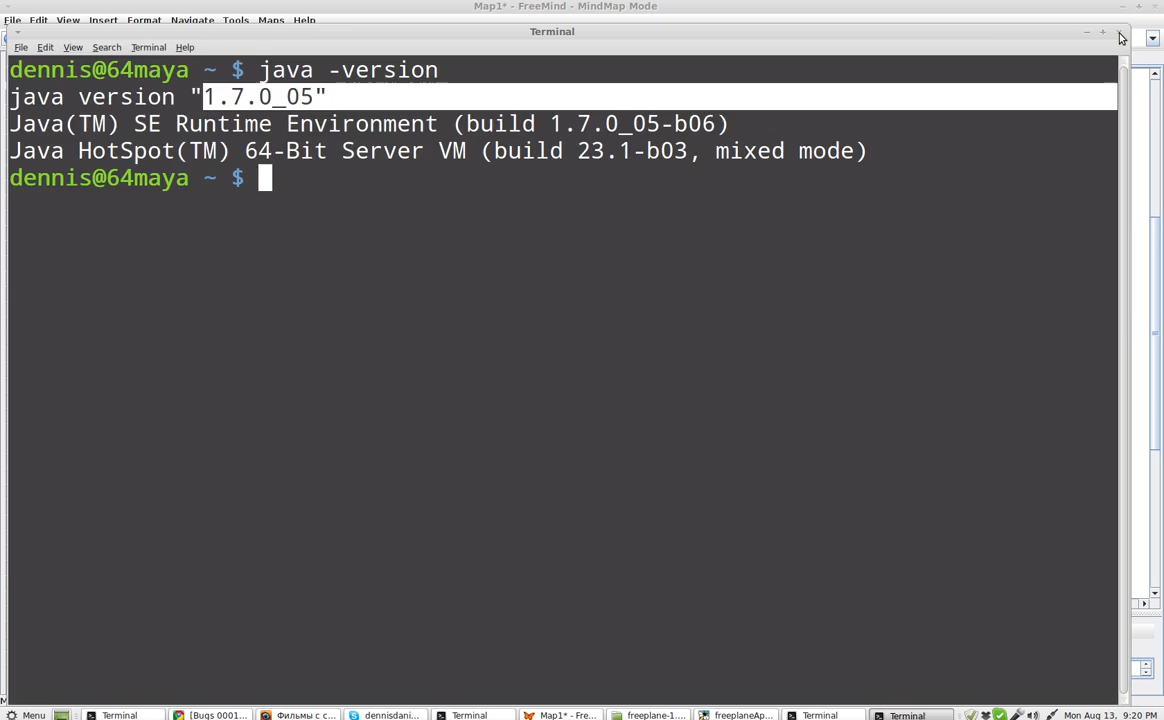 Map1* - FreeMind - MindMap Mode
File Edit View Insert Format Navigate Tools Maps Help
Terminal
File Edit View Search Terminal Help
dennis@64maya ~ $ java -version
java version "1.7.0_05"
Java(TM) SE Runtime Environment (build 1.7.0_05-b06)
Java HotSpot(TM) 64-Bit Server VM (build 23.1-b03, mixed mode)
dennis@64maya ~ $
Menu Terminal [Bugs 0001... Фильмы с с... dennisdani... Terminal Map1* - Fre... freeplane-1.... freeplaneAp... Terminal Terminal Mon Aug 13, 9:20 PM